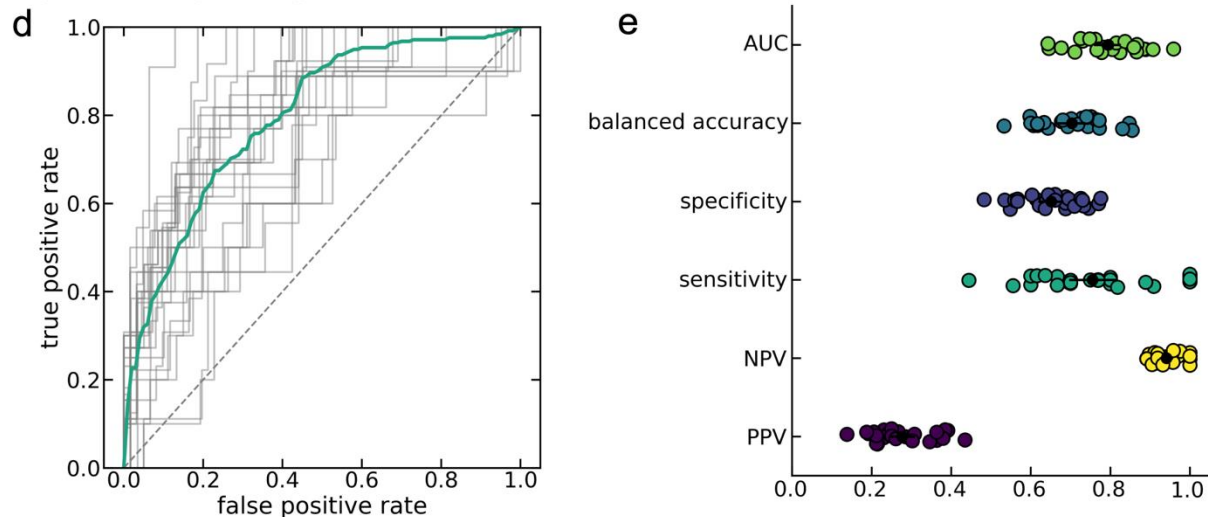 d
true positive rate
1.0
0.8
0.6
0.4
0.2
0.0
0.0 0.2 0.4 0.6 0.8 1.0
false positive rate
e
AUC
balanced accuracy
specificity
sensitivity
NPV
PPV
0.0 0.2 0.4 0.6 0.8 1.0